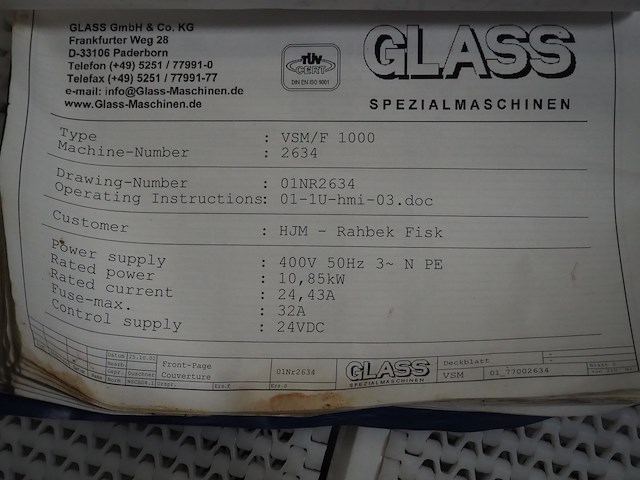 GLASS GmbH & Co. KG
Frankfurter Weg 28
D-33106 Paderborn
Telefon (+49) 5251 / 77991-0
Telefax (+49) 5251 / 77991-77
e-mail: info@Glass-Maschinen.de
www.Glass-Maschinen.de
TÜV
CERT
DIN EN ISO 9001
GLASS
SPEZIALMASCHINEN
Type : VSM/F 1000
Machine-Number : 2634
Drawing-Number : 01NR2634
Operating Instructions: 01-1U-hmi-03.doc
Customer : HJM - Rahbek Fisk
Power supply : 400V 50Hz 3~ N PE
Rated power : 10,85kW
Rated current : 24,43A
Fuse-max. : 32A
Control supply : 24VDC
Datum
Front-Page
Couverture
01Nr2634
GLASS
SPEZIALMASCHINEN
Deckblatt
VSM 01_77002634
Norm
Urspr.